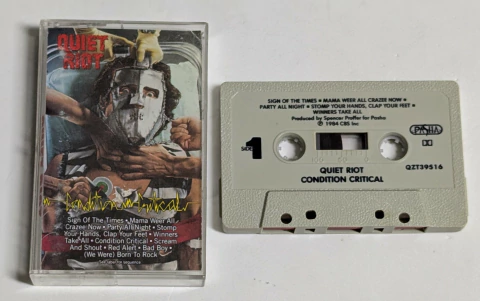 QUIET
RIOT
Condition Critical
Sign Of The Times • Mama Weer All
Crazee Now • Party All Night • Stomp
Your Hands, Clap Your Feet • Winners
Take All • Condition Critical • Scream
And Shout • Red Alert • Bad Boy •
(We Were) Born To Rock
SIGN OF THE TIMES • MAMA WEER ALL CRAZEE NOW •
PARTY ALL NIGHT • STOMP YOUR HANDS, CLAP YOUR FEET •
WINNERS TAKE ALL
Produced by Spencer Proffer for Pasha
℗ 1984 CBS Inc
SIDE 1
PASHA
QZT39516
QUIET RIOT
CONDITION CRITICAL